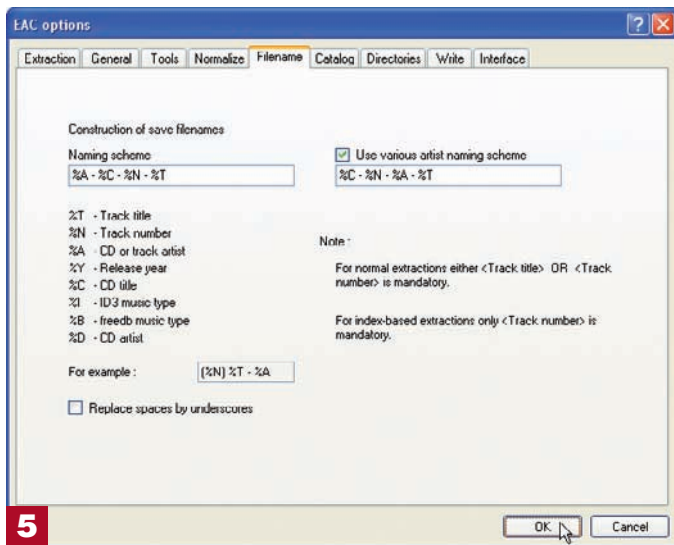 EAC options
Extraction General Tools Normalize Filename Catalog Directories Write Interface
Construction of save filenames
Naming scheme
%A - %C - %N - %T
Use various artist naming scheme
%C - %N - %A - %T
%T - Track title
%N - Track number
%A - CD or track artist
%Y - Release year
%C - CD title
%I - ID3 music type
%B - freedb music type
%D - CD artist
Note :
For normal extractions either <Track title> OR <Track
number> is mandatory.
For index-based extractions only <Track number> is
mandatory.
For example :
(%N) %T - %A
Replace spaces by underscores
5
OK
Cancel